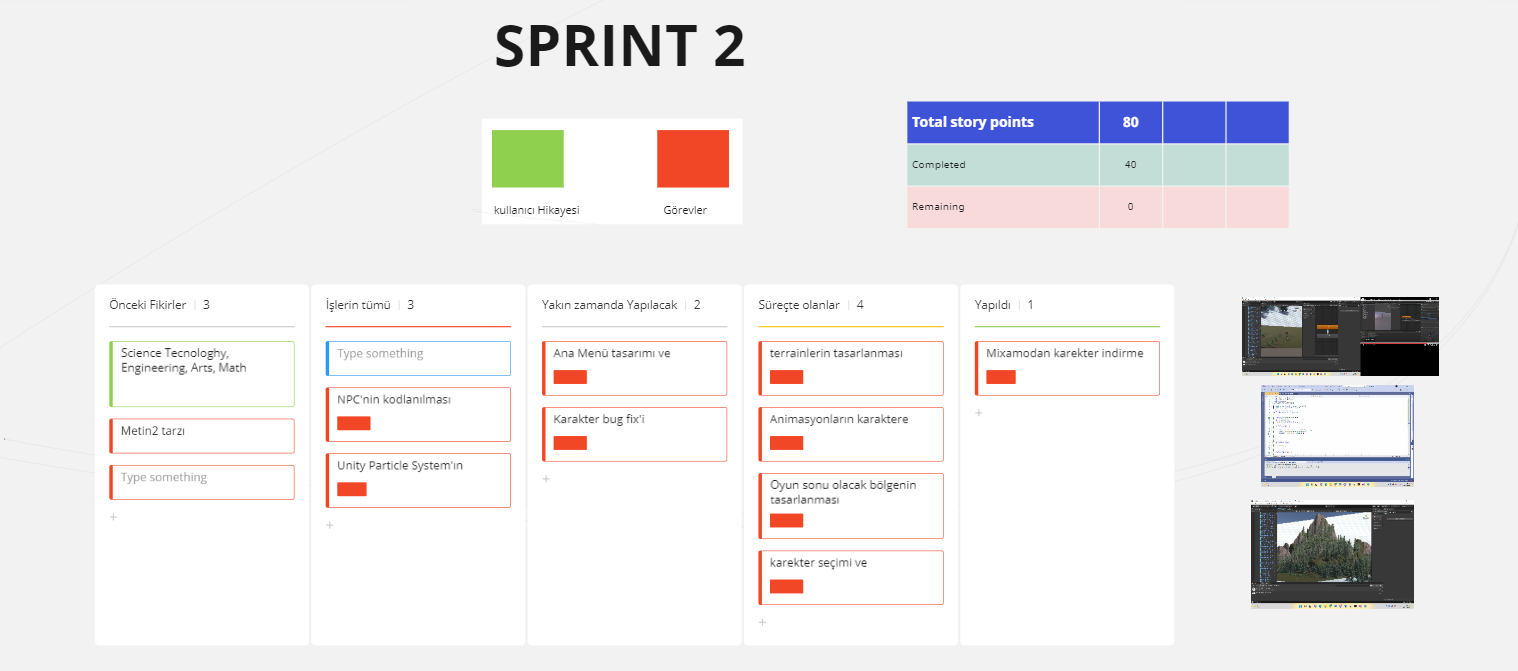 SPRINT 2
kullanıcı Hikayesi
Görevler
Total story points 80
Completed 40
Remaining 0
Önceki Fikirler 3
Science Tecnologhy,
Engineering, Arts, Math
Metin2 tarzı
Type something
İşlerin tümü 3
Type something
NPC'nin kodlanılması
Unity Particle System'ın
Yakın zamanda Yapılacak 2
Ana Menü tasarımı ve
Karakter bug fix'i
Süreçte olanlar 4
terrainlerin tasarlanması
Animasyonların karaktere
Oyun sonu olacak bölgenin
tasarlanması
karekter seçimi ve
Yapıldı 1
Mixamodan karekter indirme